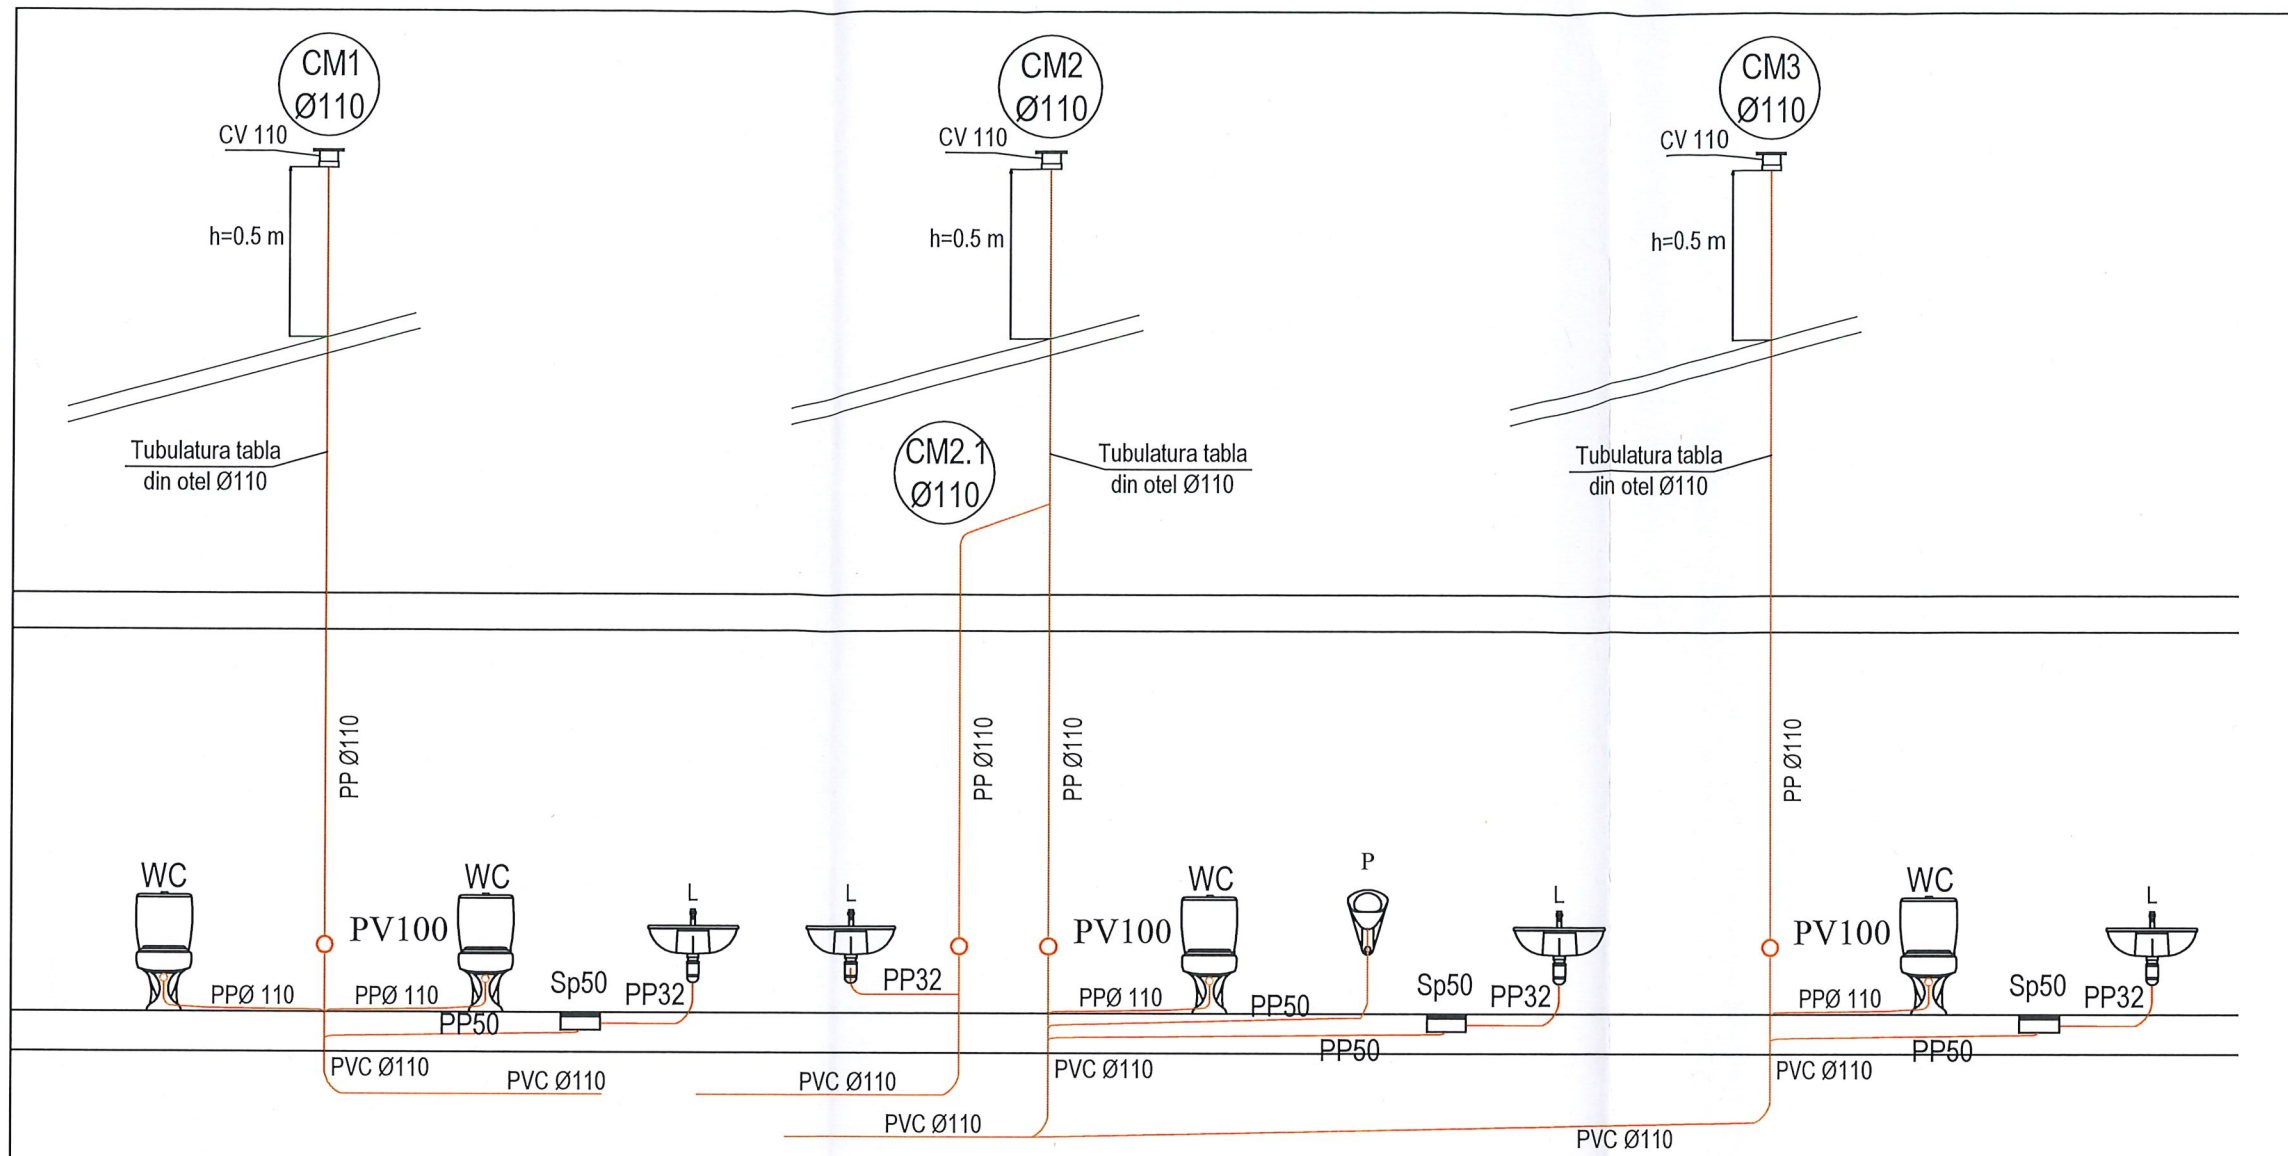 CM1
Ø110
CM2
Ø110
CM3
Ø110
CV 110
CV 110
CV 110
h=0.5 m
h=0.5 m
h=0.5 m
Tubulatura tabla
din otel Ø110
CM2.1
Ø110
Tubulatura tabla
din otel Ø110
Tubulatura tabla
din otel Ø110
PP Ø110
PP Ø110
PP Ø110
PP Ø110
WC
PV100
WC
L
L
PV100
WC
P
L
PV100
WC
L
PPØ 110
PPØ 110
Sp50
PP32
PP32
PPØ 110
PP50
Sp50
PP32
PPØ 110
Sp50
PP32
PP50
PP50
PP50
PVC Ø110
PVC Ø110
PVC Ø110
PVC Ø110
PVC Ø110
PVC Ø110
PVC Ø110